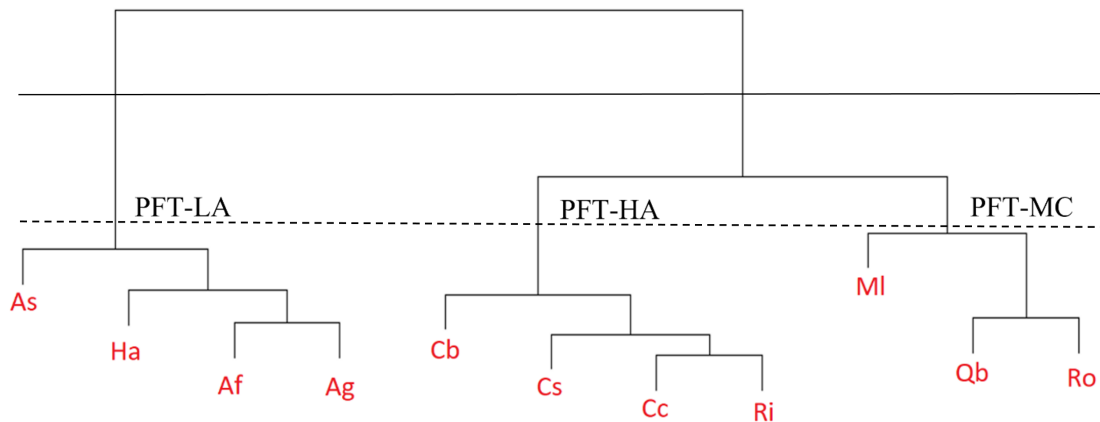 PFT-LA
PFT-HA
PFT-MC
As
Ha
Af
Ag
Cb
Cs
Cc
Ri
Ml
Qb
Ro